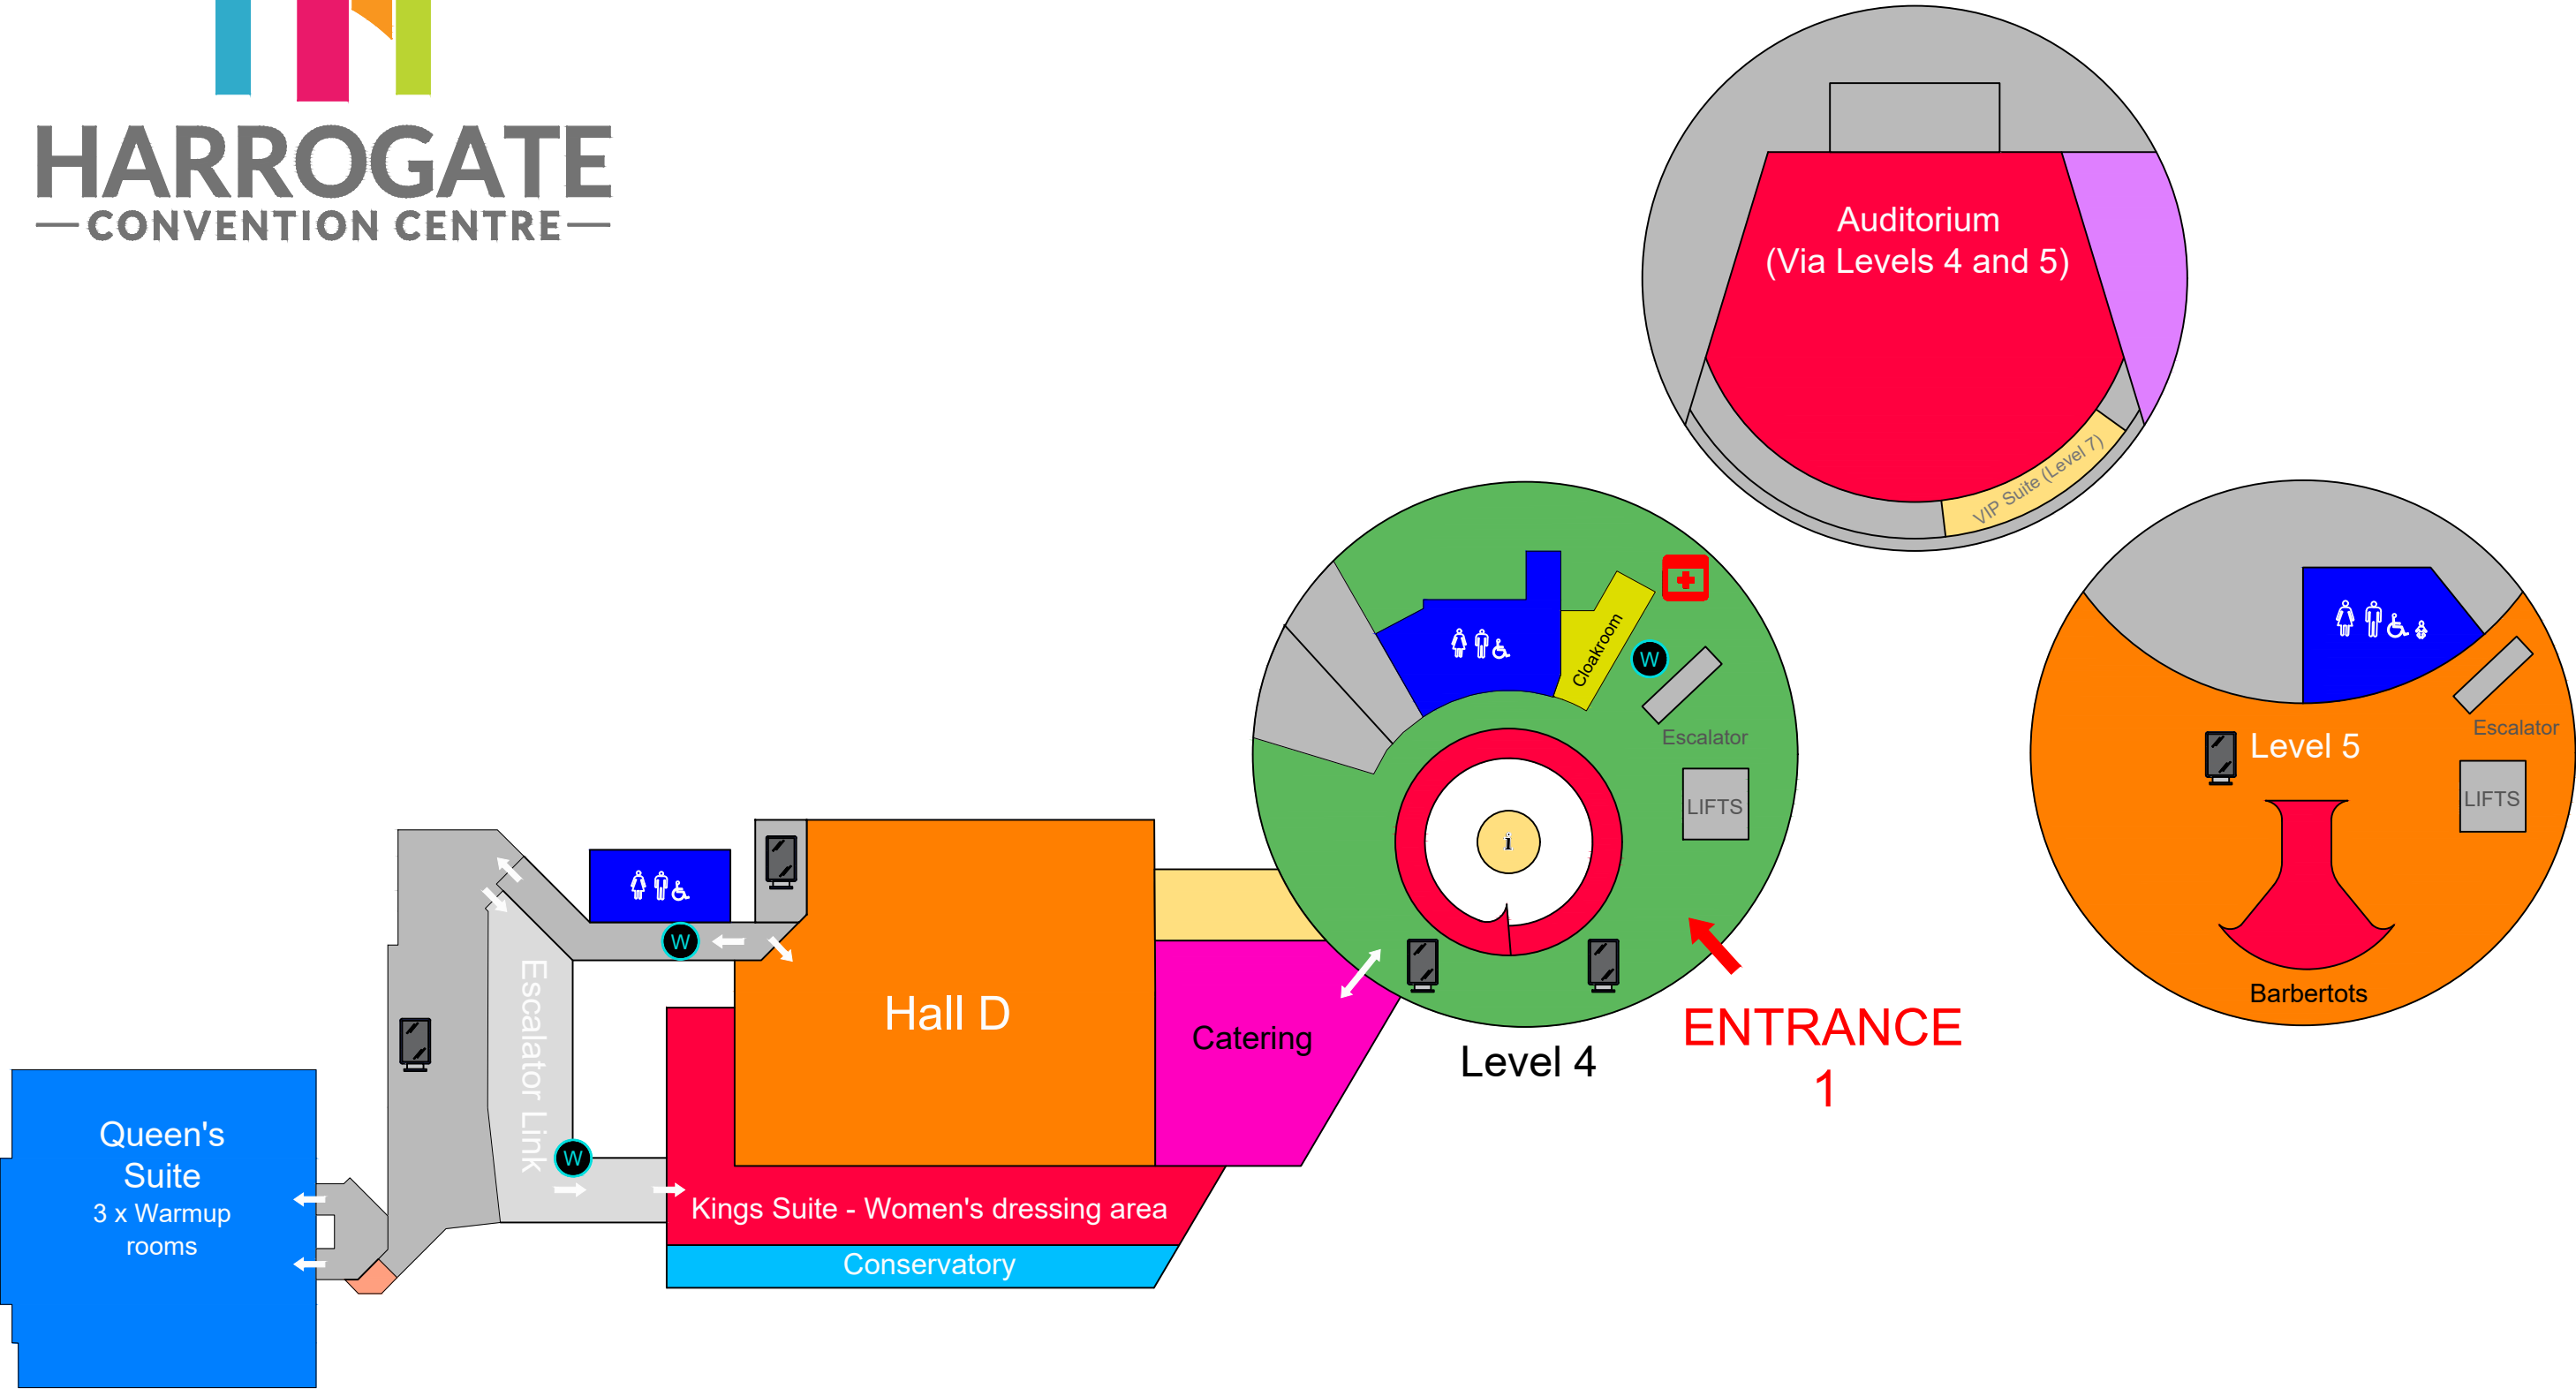 HARROGATE
CONVENTION CENTRE
Auditorium
(Via Levels 4 and 5)
VIP Suite (Level 7)
Cloakroom
W
Escalator
LIFTS
i
Level 5
Escalator
LIFTS
Barbertots
W
Hall D
Catering
ENTRANCE
1
Level 4
Escalator Link
W
Queen's
Suite
3 x Warmup
rooms
Kings Suite - Women's dressing area
Conservatory